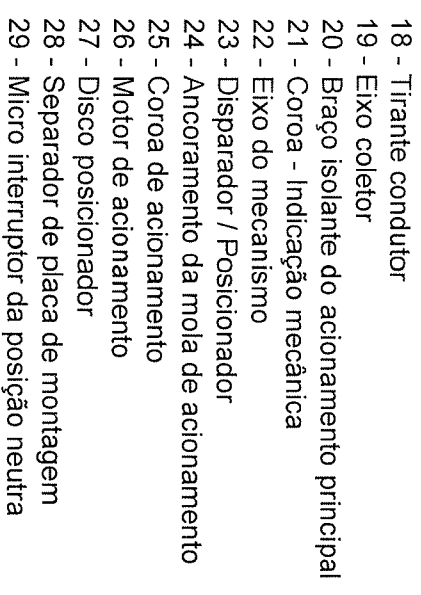 18 - Tirante condutor
19 - Eixo coletor
20 - Braço isolante do acionamento principal
21 - Coroa - Indicação mecânica
22 - Eixo do mecanismo
23 - Disparador / Posicionador
24 - Ancoramento da mola de acionamento
25 - Coroa de acionamento
26 - Motor de acionamento
27 - Disco posicionador
28 - Separador de placa de montagem
29 - Micro interruptor da posição neutra